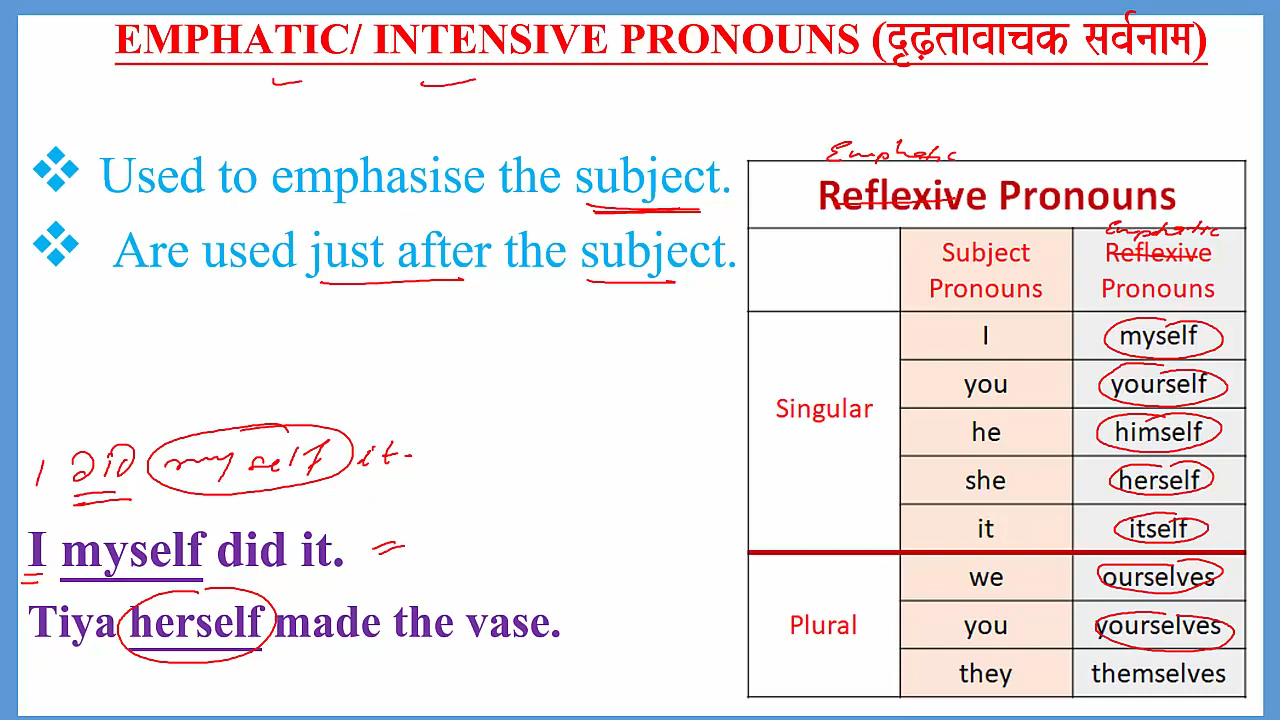 EMPHATIC/ INTENSIVE PRONOUNS (दृढ़तावाचक सर्वनाम)
❖ Used to emphasise the subject.
❖ Are used just after the subject.
I did myself it.
I myself did it.
Tiya herself made the vase.
Emphatic
Reflexive Pronouns
Emphatic
Subject Pronouns Reflexive Pronouns
Singular
I myself
you yourself
he himself
she herself
it itself
Plural
we ourselves
you yourselves
they themselves